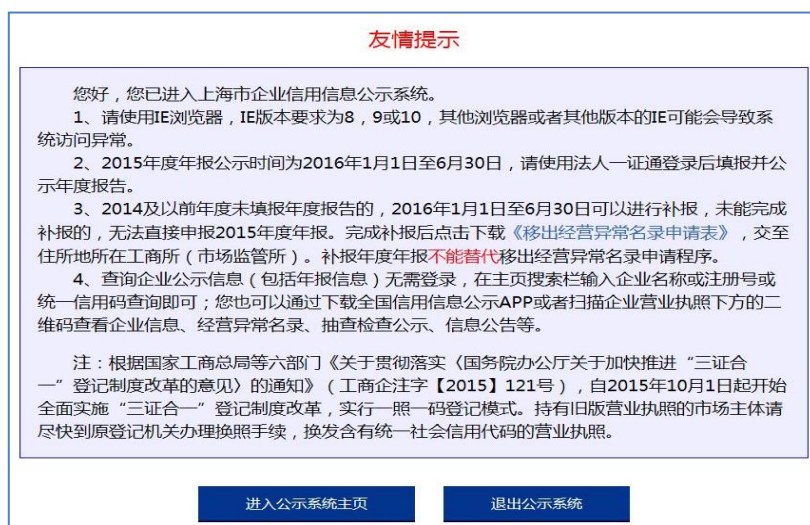 友情提示
您好，您已进入上海市企业信用信息公示系统。
1、请使用IE浏览器，IE版本要求为8，9或10，其他浏览器或者其他版本的IE可能会导致系
统访问异常。
2、2015年度年报公示时间为2016年1月1日至6月30日，请使用法人一证通登录后填报并公
示年度报告。
3、2014及以前年度未填报年度报告的，2016年1月1日至6月30日可以进行补报，未能完成
补报的，无法直接申报2015年度年报。完成补报后点击下载《移出经营异常名录申请表》，交至
住所地所在工商所（市场监管所）。补报年度年报不能替代移出经营异常名录申请程序。
4、查询企业公示信息（包括年报信息）无需登录，在主页搜索栏输入企业名称或注册号或
统一信用码查询即可；您也可以通过下载全国信用信息公示APP或者扫描企业营业执照下方的二
维码查看企业信息、经营异常名录、抽查检查公示、信息公告等。
注：根据国家工商总局等六部门《关于贯彻落实〈国务院办公厅关于加快推进“三证合
一”登记制度改革的意见〉的通知》（工商企注字【2015】121号），自2015年10月1日起开始
全面实施“三证合一”登记制度改革，实行一照一码登记模式。持有旧版营业执照的市场主体请
尽快到原登记机关办理换照手续，换发含有统一社会信用代码的营业执照。
进入公示系统主页
退出公示系统